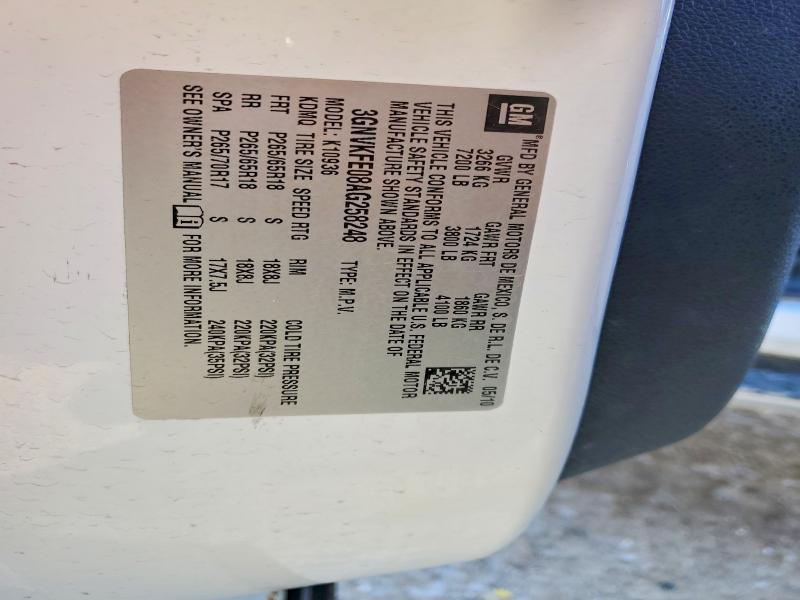 GM® MFD BY GENERAL MOTORS DE MEXICO, S. DE R.L. DE C.V. 05/10
GVWR GAWR FRT GAWR RR
3266 KG 1724 KG 1860 KG
7200 LB 3800 LB 4100 LB
THIS VEHICLE CONFORMS TO ALL APPLICABLE U.S. FEDERAL MOTOR
VEHICLE SAFETY STANDARDS IN EFFECT ON THE DATE OF
MANUFACTURE SHOWN ABOVE.
3GNVKFE08AG258248 TYPE: M.P.V.
MODEL: K10936
KDMQ TIRE SIZE SPEED RTG RIM COLD TIRE PRESSURE
FRT P265/65R18 S 18X8J 220KPA(32PSI)
RR P265/65R18 S 18X8J 220KPA(32PSI)
SPA P265/70R17 S 17X7.5J 240KPA(35PSI)
SEE OWNER'S MANUAL FOR MORE INFORMATION.